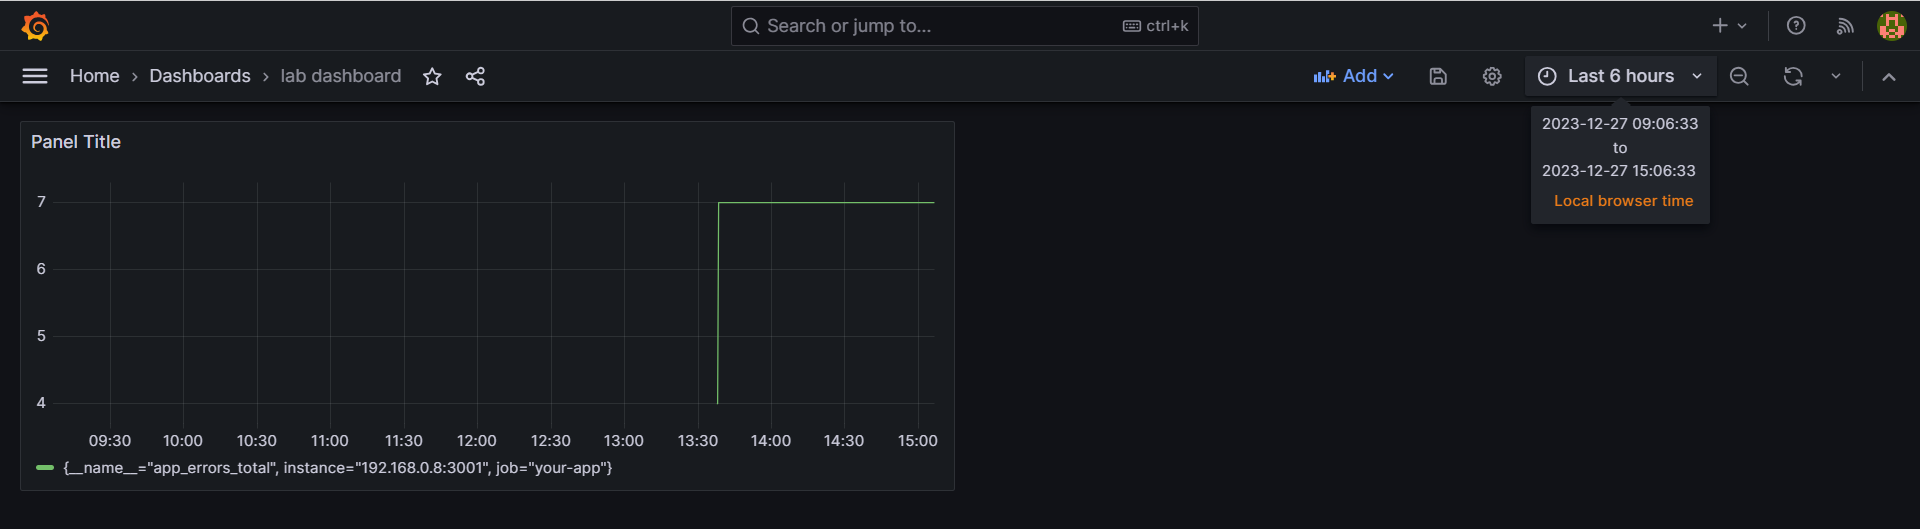 Search or jump to... ctrl+k
Home Dashboards lab dashboard Add Last 6 hours
2023-12-27 09:06:33
to
2023-12-27 15:06:33
Local browser time
Panel Title
7
6
5
4
09:30 10:00 10:30 11:00 11:30 12:00 12:30 13:00 13:30 14:00 14:30 15:00
{__name__="app_errors_total", instance="192.168.0.8:3001", job="your-app"}